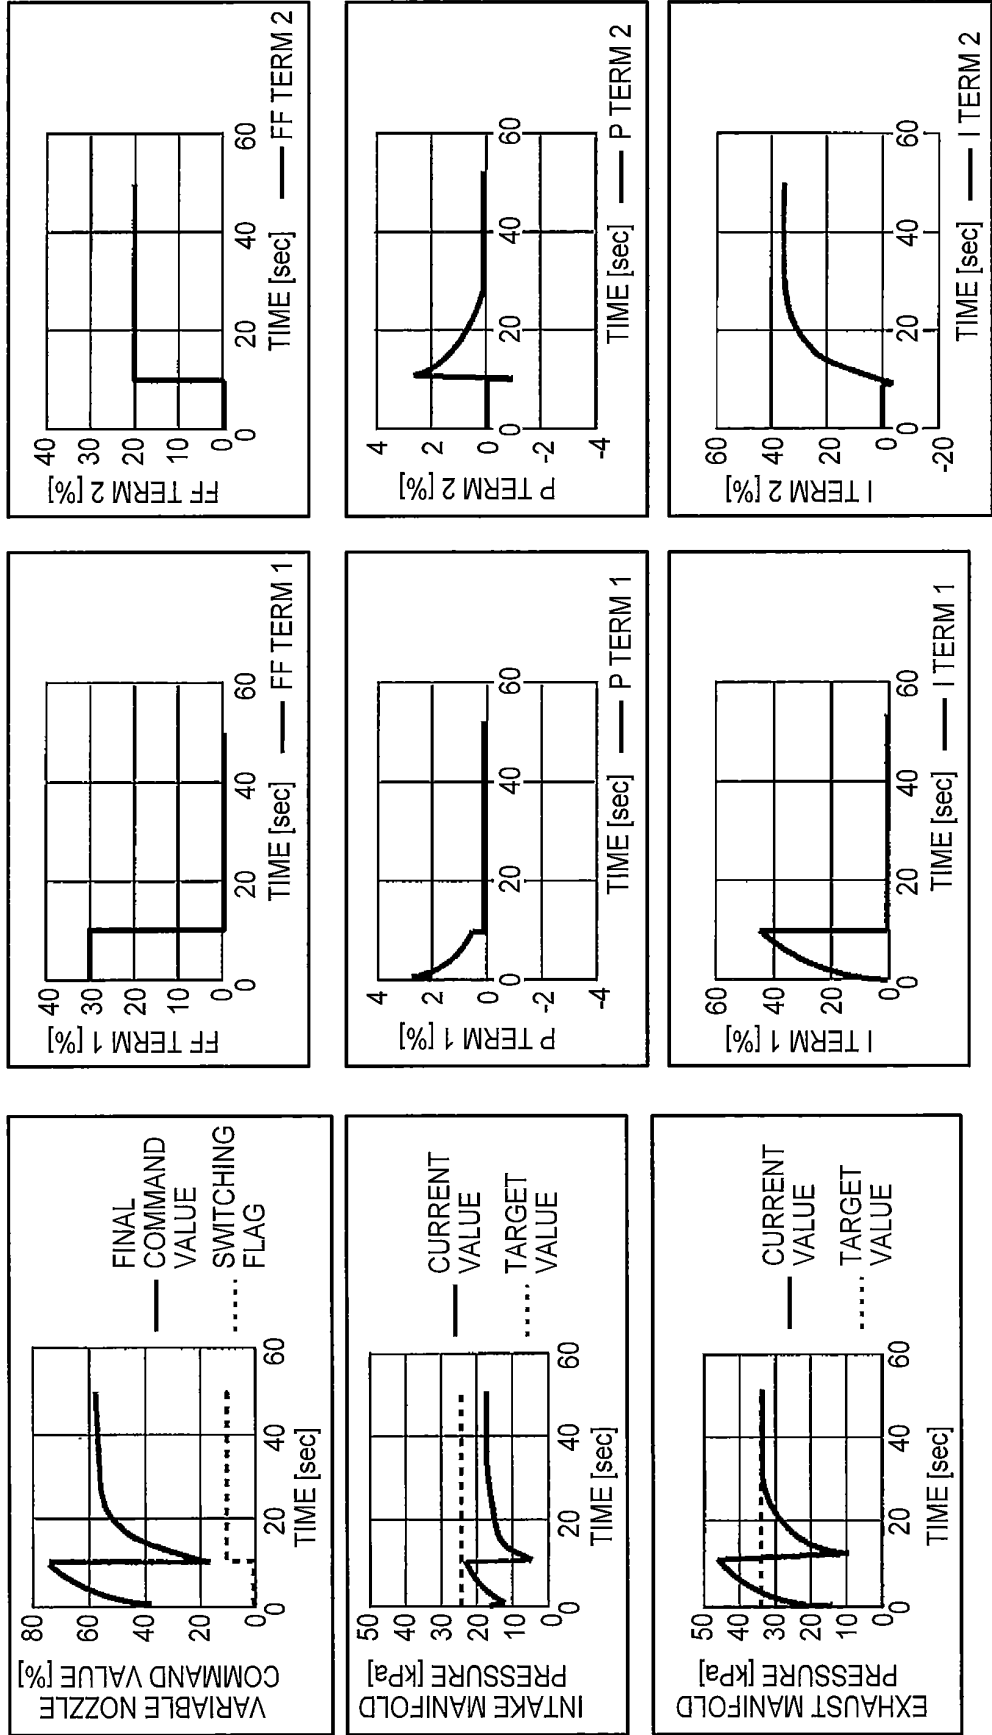 VARIABLE NOZZLE
COMMAND VALUE [%]
80
60
40
20
0
0
20
40
60
TIME [sec]
FINAL
COMMAND
VALUE
SWITCHING
FLAG
INTAKE MANIFOLD
PRESSURE [kPa]
50
40
30
20
10
0
0
20
40
60
TIME [sec]
CURRENT
VALUE
TARGET
VALUE
EXHAUST MANIFOLD
PRESSURE [kPa]
50
40
30
20
10
0
0
20
40
60
TIME [sec]
CURRENT
VALUE
TARGET
VALUE
FF TERM 1 [%]
40
30
20
10
0
0
20
40
60
TIME [sec]
FF TERM 1
P TERM 1 [%]
4
2
0
-2
-4
0
20
40
60
TIME [sec]
P TERM 1
I TERM 1 [%]
60
40
20
0
0
20
40
60
TIME [sec]
I TERM 1
FF TERM 2 [%]
40
30
20
10
0
0
20
40
60
TIME [sec]
FF TERM 2
P TERM 2 [%]
4
2
0
-2
-4
0
20
40
60
TIME [sec]
P TERM 2
I TERM 2 [%]
60
40
20
0
-20
0
20
40
60
TIME [sec]
I TERM 2